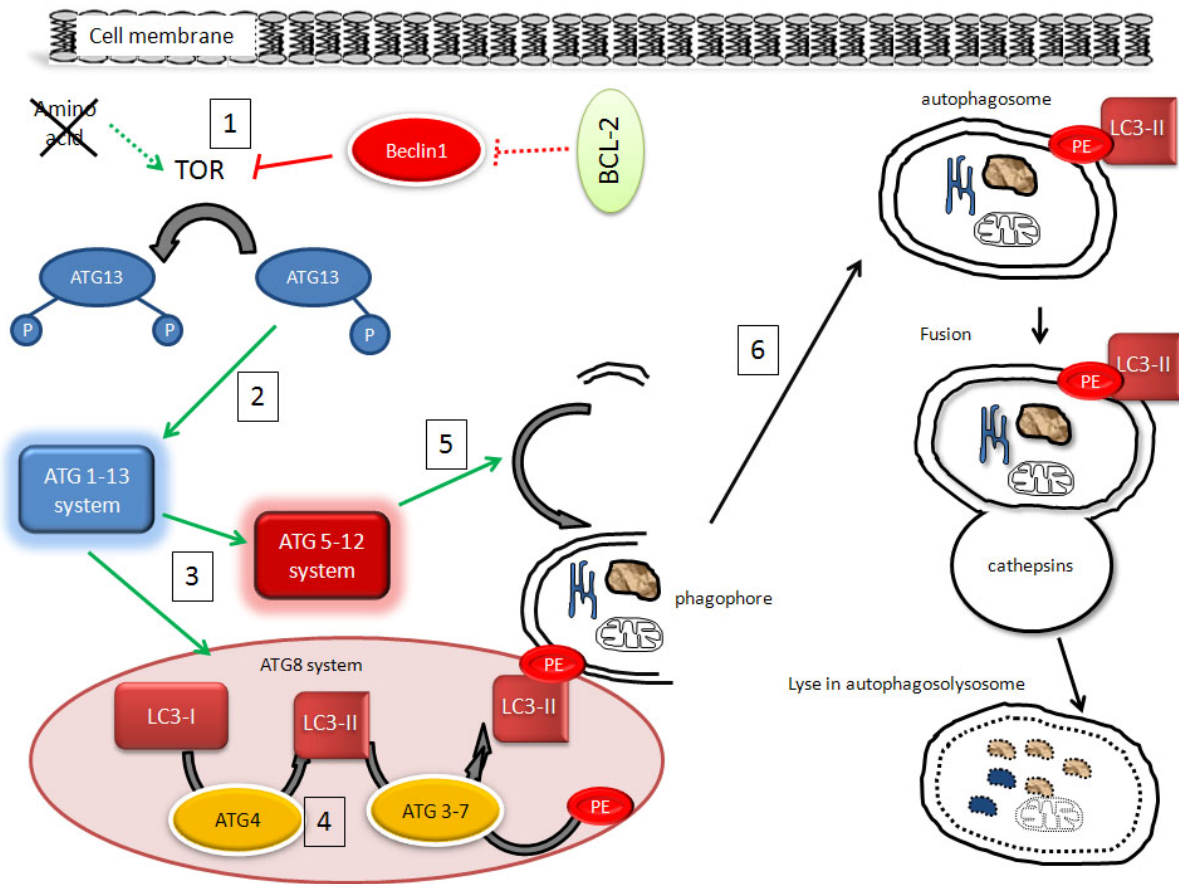 Cell membrane
Amino
acid
1
TOR
Beclin1
BCL-2
ATG13
ATG13
P
P
P
2
ATG 1-13
system
3
ATG 5-12
system
5
phagophore
ATG8 system
LC3-I
LC3-II
PE
LC3-II
ATG4
4
ATG 3-7
PE
6
autophagosome
LC3-II
PE
Fusion
LC3-II
PE
cathepsins
Lyse in autophagosolysosome